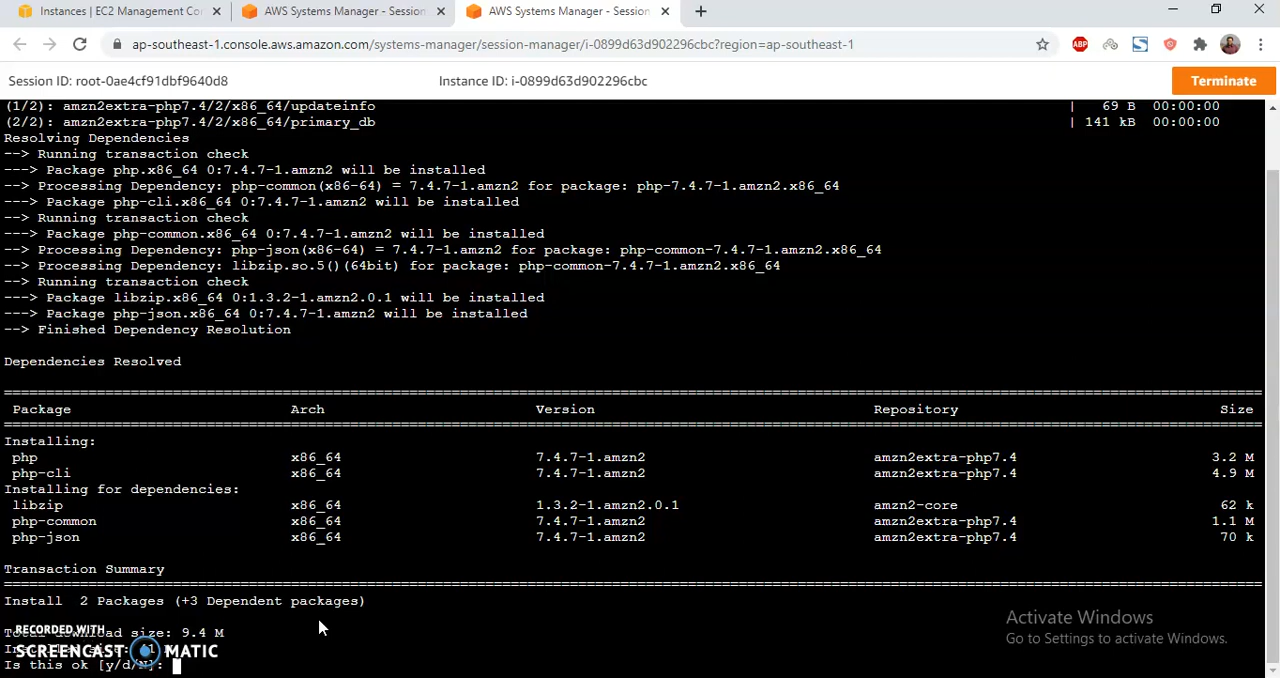 Instances | EC2 Management Co
AWS Systems Manager - Session
AWS Systems Manager - Session
ap-southeast-1.console.aws.amazon.com/systems-manager/session-manager/i-0899d63d902296cbc?region=ap-southeast-1
ABP
Session ID: root-0ae4cf91dbf9640d8
Instance ID: i-0899d63d902296cbc
Terminate
(1/2): amzn2extra-php7.4/2/x86_64/updateinfo | 69 B 00:00:00
(2/2): amzn2extra-php7.4/2/x86_64/primary_db | 141 kB 00:00:00
Resolving Dependencies
--> Running transaction check
---> Package php.x86_64 0:7.4.7-1.amzn2 will be installed
--> Processing Dependency: php-common(x86-64) = 7.4.7-1.amzn2 for package: php-7.4.7-1.amzn2.x86_64
---> Package php-cli.x86_64 0:7.4.7-1.amzn2 will be installed
--> Running transaction check
---> Package php-common.x86_64 0:7.4.7-1.amzn2 will be installed
--> Processing Dependency: php-json(x86-64) = 7.4.7-1.amzn2 for package: php-common-7.4.7-1.amzn2.x86_64
--> Processing Dependency: libzip.so.5()(64bit) for package: php-common-7.4.7-1.amzn2.x86_64
--> Running transaction check
---> Package libzip.x86_64 0:1.3.2-1.amzn2.0.1 will be installed
---> Package php-json.x86_64 0:7.4.7-1.amzn2 will be installed
--> Finished Dependency Resolution
Dependencies Resolved
Package Arch Version Repository Size
Installing:
php x86_64 7.4.7-1.amzn2 amzn2extra-php7.4 3.2 M
php-cli x86_64 7.4.7-1.amzn2 amzn2extra-php7.4 4.9 M
Installing for dependencies:
libzip x86_64 1.3.2-1.amzn2.0.1 amzn2-core 62 k
php-common x86_64 7.4.7-1.amzn2 amzn2extra-php7.4 1.1 M
php-json x86_64 7.4.7-1.amzn2 amzn2extra-php7.4 70 k
Transaction Summary
Install 2 Packages (+3 Dependent packages)
Total download size: 9.4 M
Is this ok [y/d/N]:
RECORDED WITH
SCREENCAST MATIC
Activate Windows
Go to Settings to activate Windows.